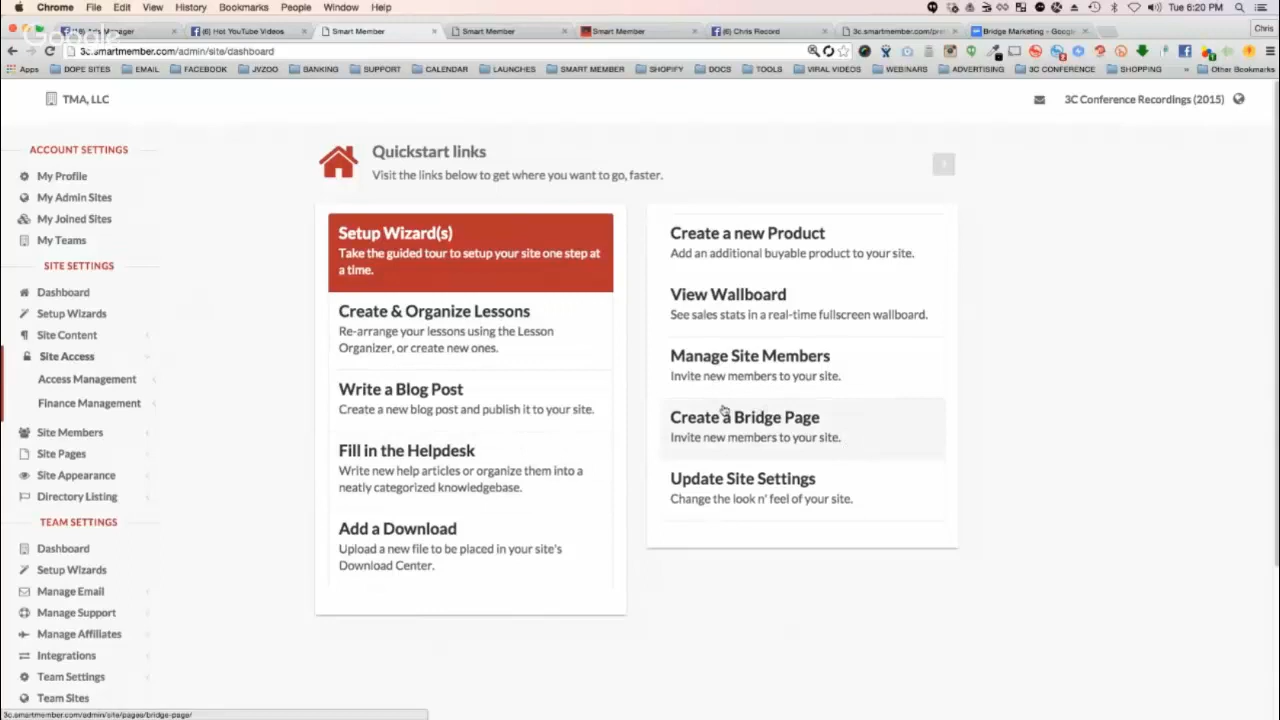 Chrome File Edit View History Bookmarks People Window Help
Tue 6:20 PM
Google
Ads Manager
(6) Hot YouTube Videos
Smart Member
Smart Member
Smart Member
(6) Chris Record
3c.smartmember.com/pre
Bridge Marketing - Google
Chris
3c.smartmember.com/admin/site/dashboard
Apps DOPE SITES EMAIL FACEBOOK JVZOO BANKING SUPPORT CALENDAR LAUNCHES SMART MEMBER SHOPIFY DOCS TOOLS VIRAL VIDEOS WEBINARS ADVERTISING 3C CONFERENCE SHOPPING » Other Bookmarks
TMA, LLC
3C Conference Recordings (2015)
ACCOUNT SETTINGS
My Profile
My Admin Sites
My Joined Sites
My Teams
SITE SETTINGS
Dashboard
Setup Wizards
Site Content
Site Access
Access Management
Finance Management
Site Members
Site Pages
Site Appearance
Directory Listing
TEAM SETTINGS
Dashboard
Setup Wizards
Manage Email
Manage Support
Manage Affiliates
Integrations
Team Settings
Team Sites
Quickstart links
Visit the links below to get where you want to go, faster.
Setup Wizard(s)
Take the guided tour to setup your site one step at
a time.
Create & Organize Lessons
Re-arrange your lessons using the Lesson
Organizer, or create new ones.
Write a Blog Post
Create a new blog post and publish it to your site.
Fill in the Helpdesk
Write new help articles or organize them into a
neatly categorized knowledgebase.
Add a Download
Upload a new file to be placed in your site's
Download Center.
Create a new Product
Add an additional buyable product to your site.
View Wallboard
See sales stats in a real-time fullscreen wallboard.
Manage Site Members
Invite new members to your site.
Create a Bridge Page
Invite new members to your site.
Update Site Settings
Change the look n' feel of your site.
3c.smartmember.com/admin/site/pages/bridge-page/